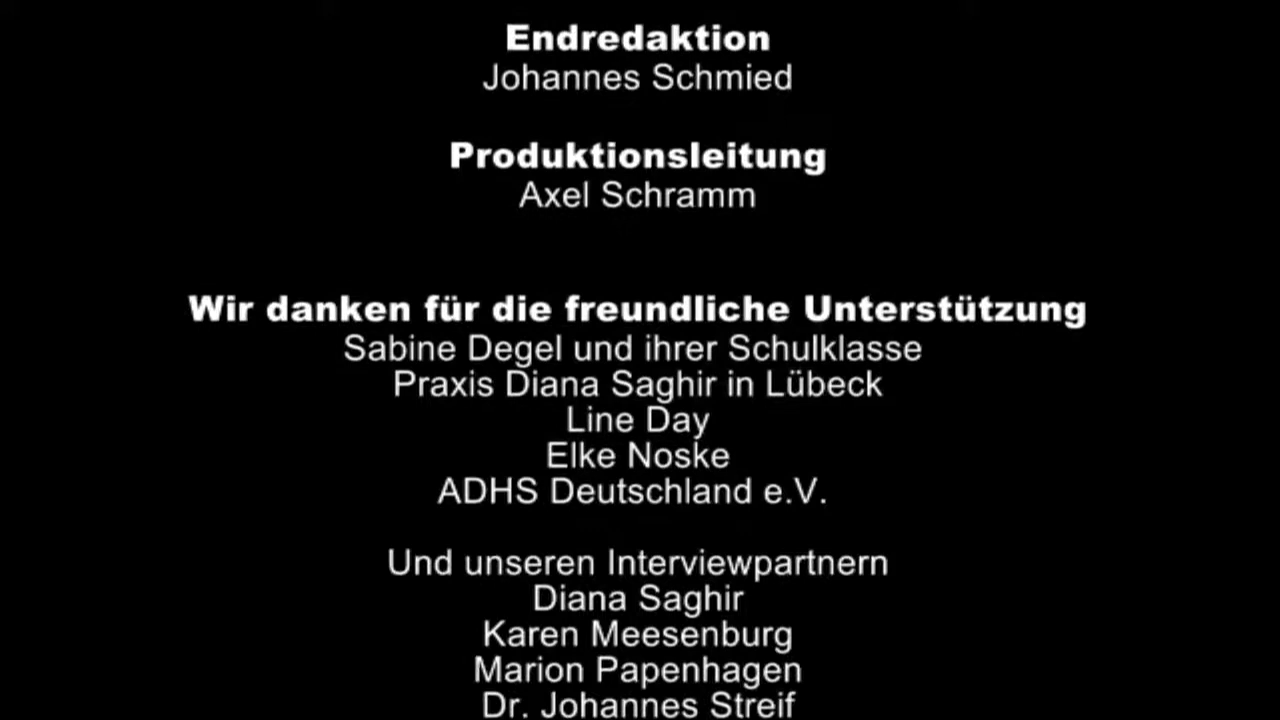 Endredaktion
Johannes Schmied
Produktionsleitung
Axel Schramm
Wir danken für die freundliche Unterstützung
Sabine Degel und ihrer Schulklasse
Praxis Diana Saghir in Lübeck
Line Day
Elke Noske
ADHS Deutschland e.V.
Und unseren Interviewpartnern
Diana Saghir
Karen Meesenburg
Marion Papenhagen
Dr. Johannes Streif